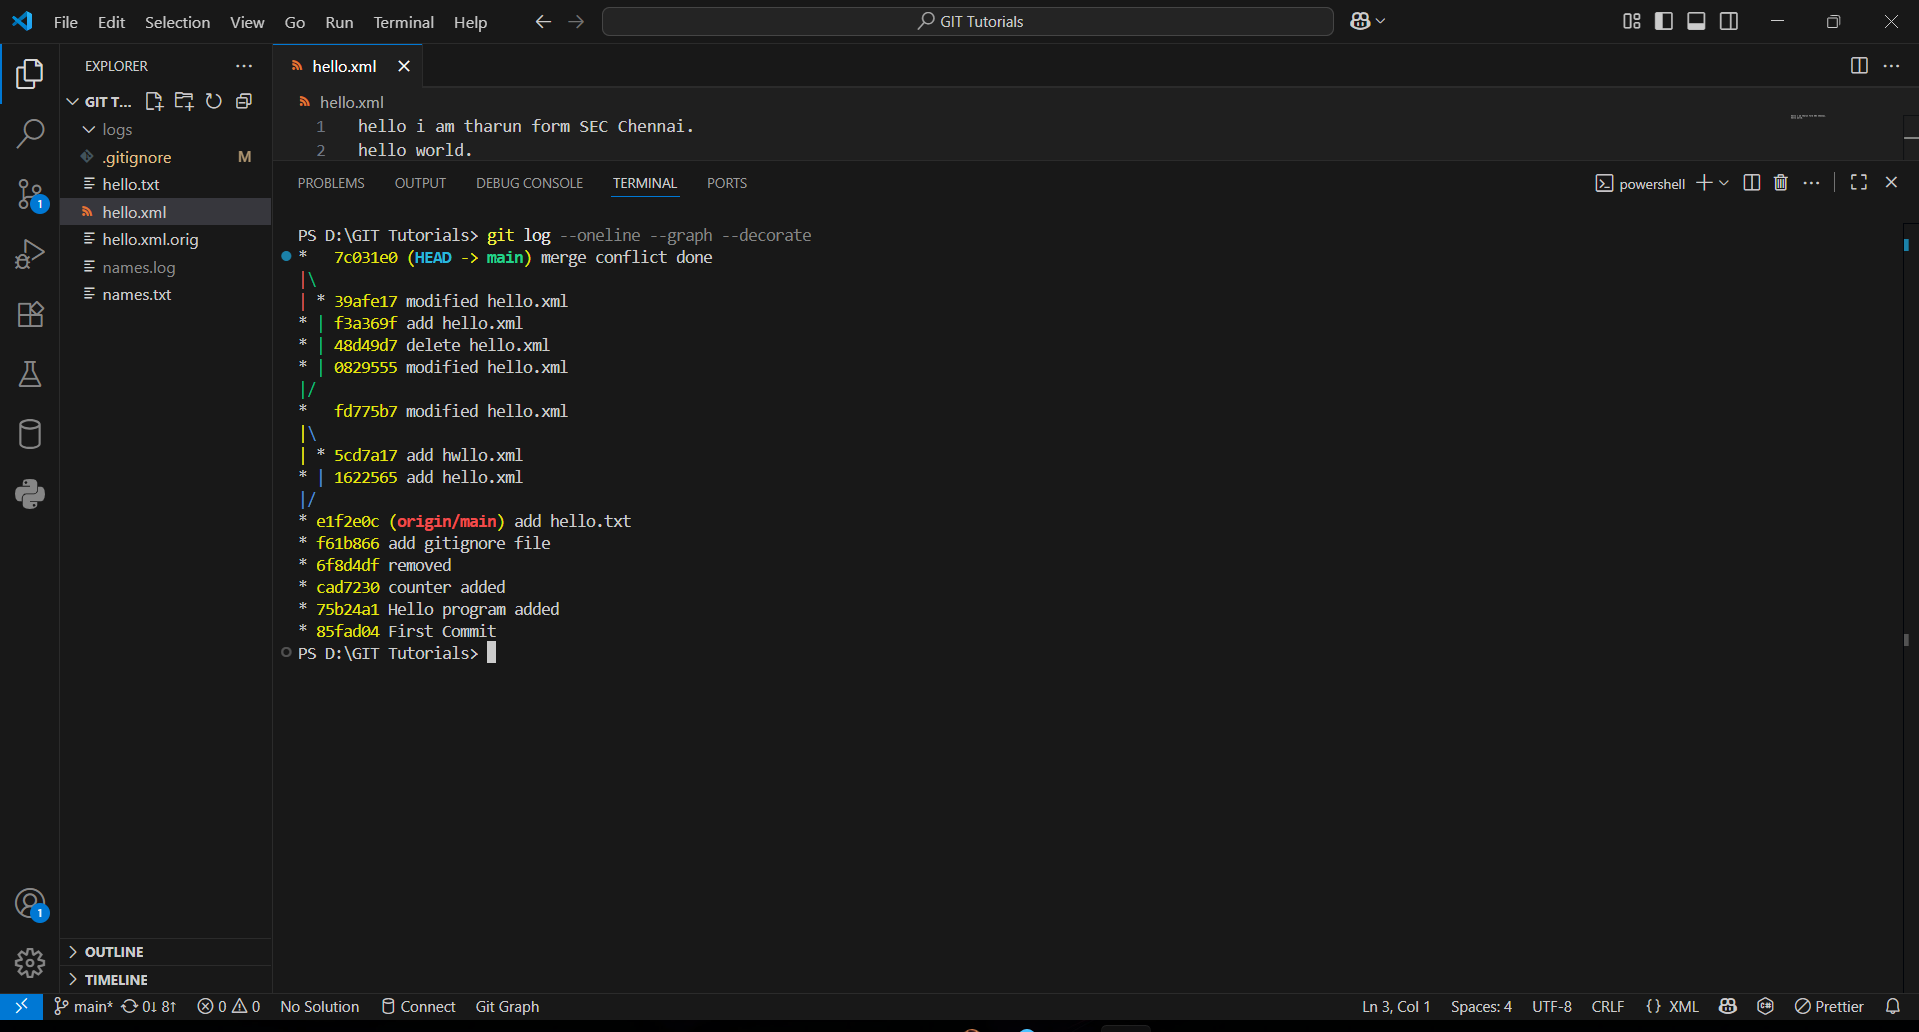 File Edit Selection View Go Run Terminal Help
GIT Tutorials
EXPLORER
GIT T...
logs
.gitignore M
hello.txt
hello.xml
hello.xml.orig
names.log
names.txt
1
1
OUTLINE
TIMELINE
hello.xml
hello.xml
1 hello i am tharun form SEC Chennai.
2 hello world.
PROBLEMS OUTPUT DEBUG CONSOLE TERMINAL PORTS
powershell
PS D:\GIT Tutorials> git log --oneline --graph --decorate
*   7c031e0 (HEAD -> main) merge conflict done
|\
| * 39afe17 modified hello.xml
* | f3a369f add hello.xml
* | 48d49d7 delete hello.xml
* | 0829555 modified hello.xml
|/
*   fd775b7 modified hello.xml
|\
| * 5cd7a17 add hwllo.xml
* | 1622565 add hello.xml
|/
* e1f2e0c (origin/main) add hello.txt
* f61b866 add gitignore file
* 6f8d4df removed
* cad7230 counter added
* 75b24a1 Hello program added
* 85fad04 First Commit
PS D:\GIT Tutorials>
main* 0↓ 8↑ 0 0 No Solution Connect Git Graph
Ln 3, Col 1 Spaces: 4 UTF-8 CRLF {} XML Prettier